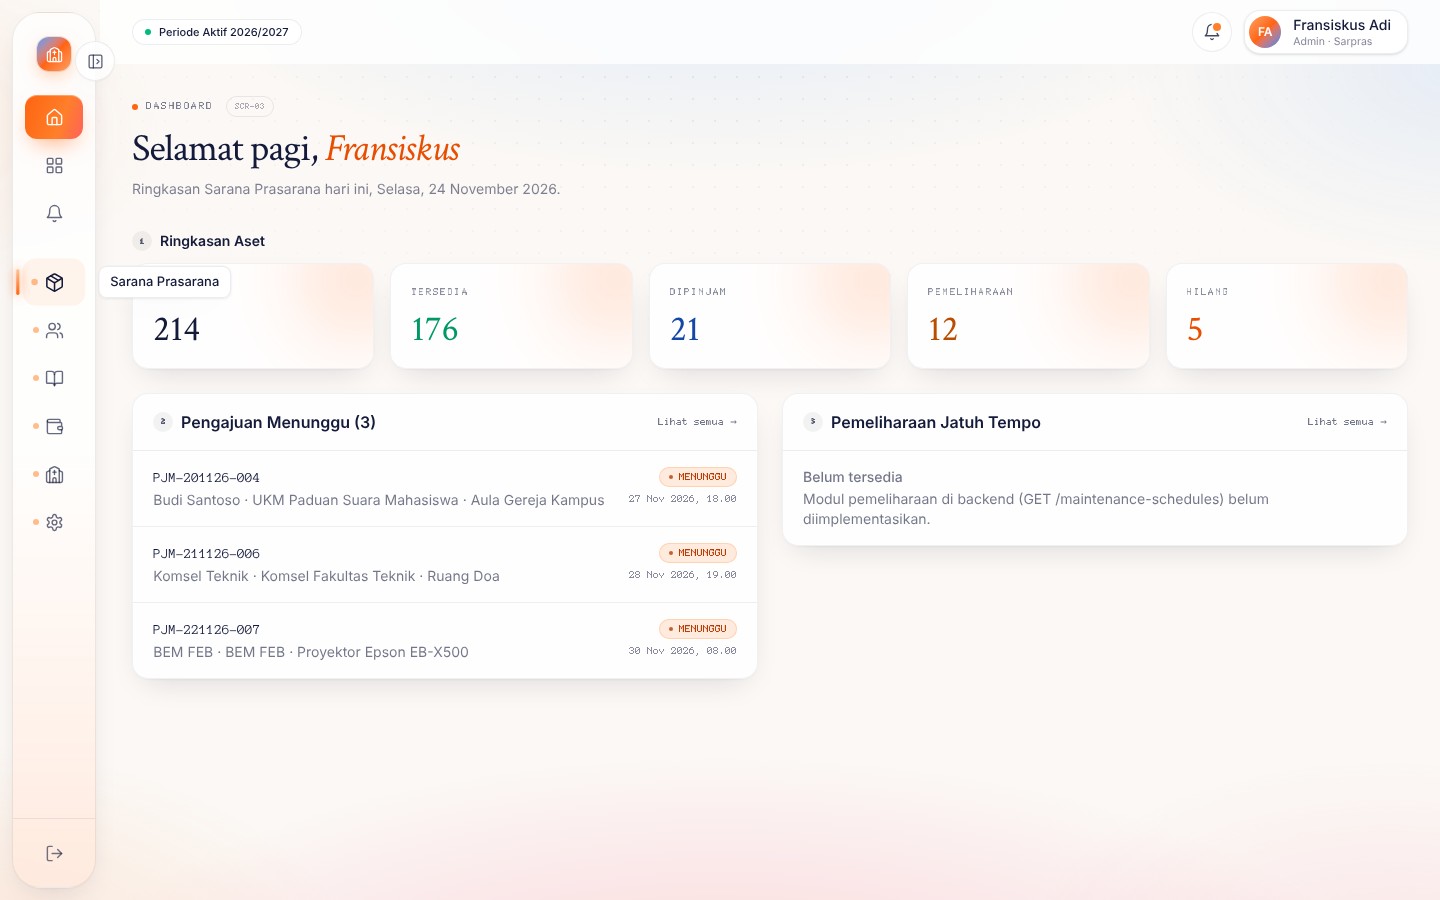 Periode Aktif 2026/2027
FA
Fransiskus Adi
Admin · Sarpras
DASHBOARD
SCR-03
Selamat pagi, Fransiskus
Ringkasan Sarana Prasarana hari ini, Selasa, 24 November 2026.
1
Ringkasan Aset
Sarana Prasarana
214
TERSEDIA
176
DIPINJAM
21
PEMELIHARAAN
12
HILANG
5
2
Pengajuan Menunggu (3)
Lihat semua →
PJM-201126-004
MENUNGGU
Budi Santoso · UKM Paduan Suara Mahasiswa · Aula Gereja Kampus
27 Nov 2026, 18.00
PJM-211126-006
MENUNGGU
Komsel Teknik · Komsel Fakultas Teknik · Ruang Doa
28 Nov 2026, 19.00
PJM-221126-007
MENUNGGU
BEM FEB · BEM FEB · Proyektor Epson EB-X500
30 Nov 2026, 08.00
3
Pemeliharaan Jatuh Tempo
Lihat semua →
Belum tersedia
Modul pemeliharaan di backend (GET /maintenance-schedules) belum
diimplementasikan.